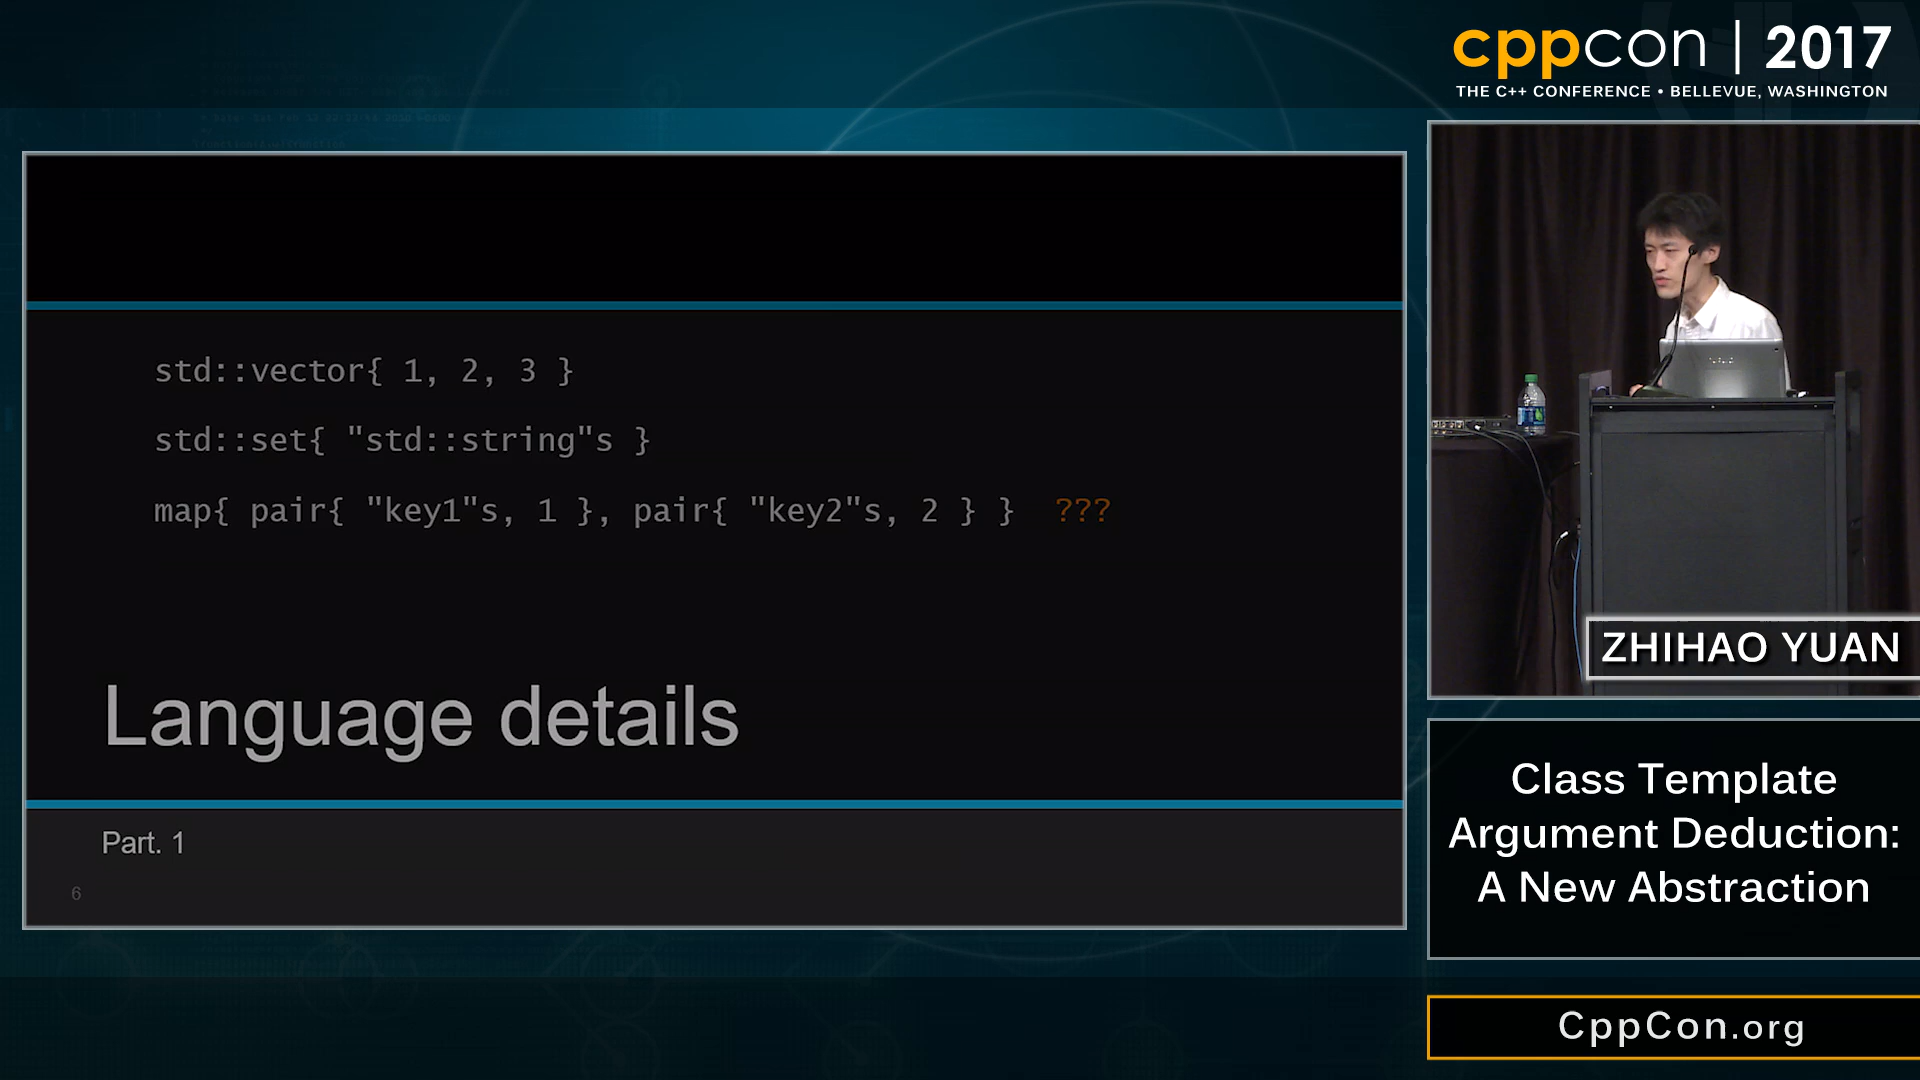 cppcon | 2017
THE C++ CONFERENCE • BELLEVUE, WASHINGTON
std::vector{ 1, 2, 3 }
std::set{ "std::string"s }
map{ pair{ "key1"s, 1 }, pair{ "key2"s, 2 } } ???
Language details
Part. 1
6
ZHIHAO YUAN
Class Template
Argument Deduction:
A New Abstraction
CppCon.org